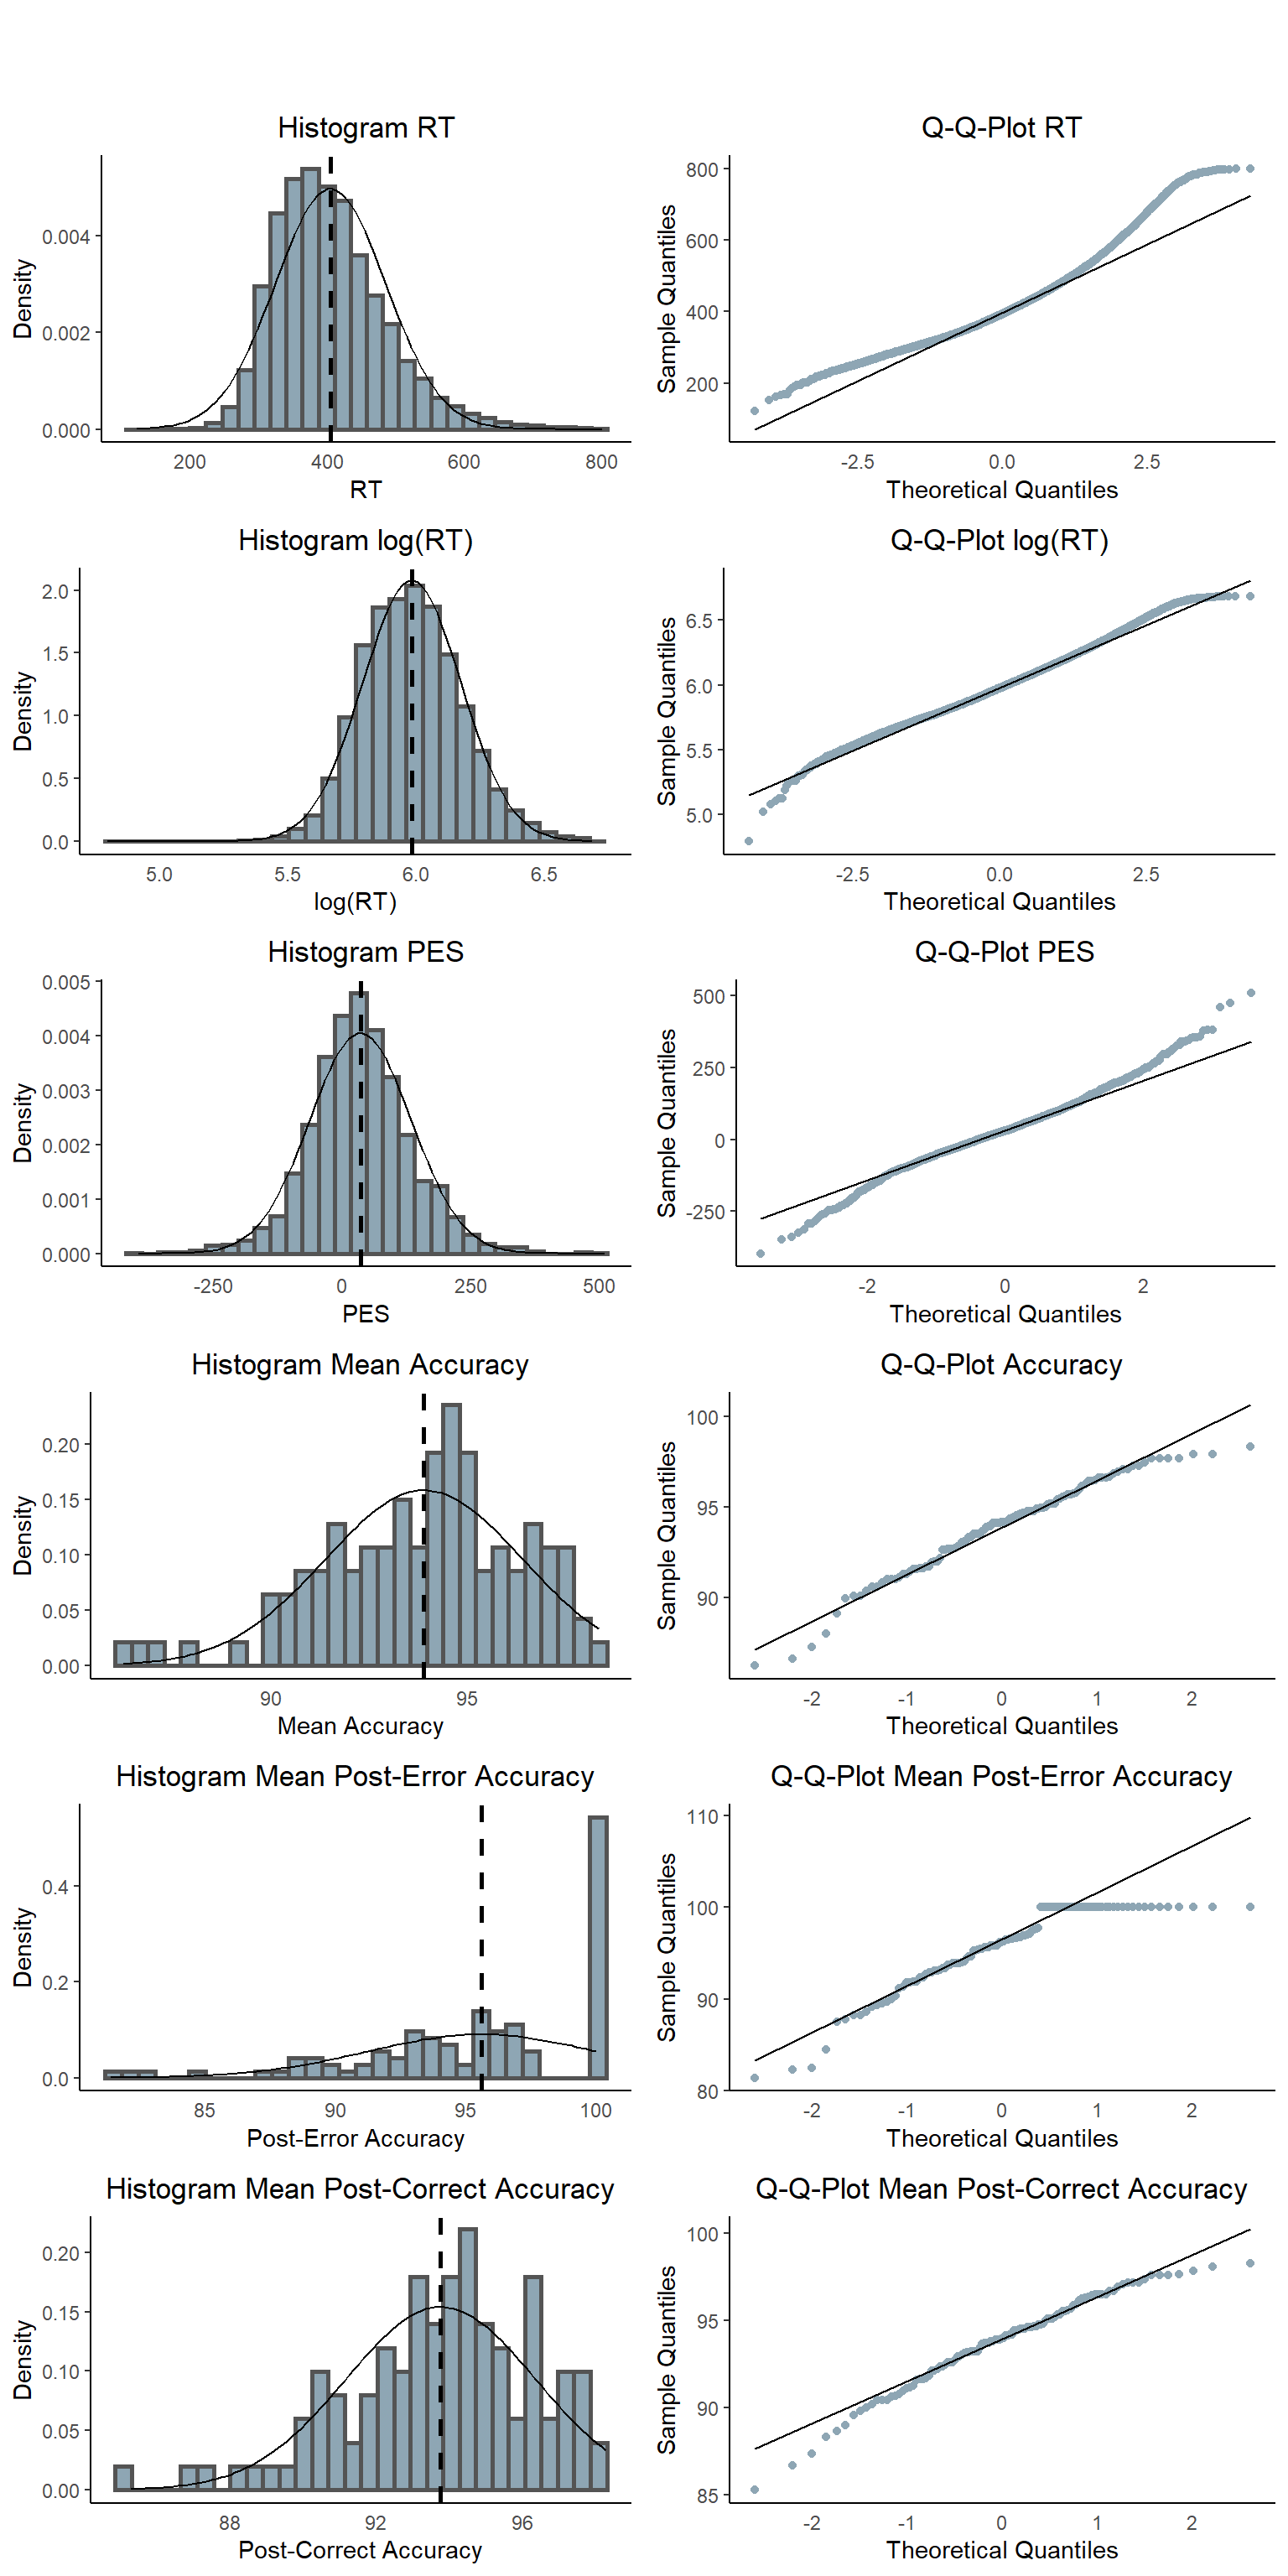 Histogram RT
Density
0.004
0.002
0.000
200 400 600 800
RT
Q-Q-Plot RT
Sample Quantiles
800
600
400
200
-2.5 0.0 2.5
Theoretical Quantiles
Histogram log(RT)
Density
2.0
1.5
1.0
0.5
0.0
5.0 5.5 6.0 6.5
log(RT)
Q-Q-Plot log(RT)
Sample Quantiles
6.5
6.0
5.5
5.0
-2.5 0.0 2.5
Theoretical Quantiles
Histogram PES
Density
0.005
0.004
0.003
0.002
0.001
0.000
-250 0 250 500
PES
Q-Q-Plot PES
Sample Quantiles
500
250
0
-250
-2 0 2
Theoretical Quantiles
Histogram Mean Accuracy
Density
0.20
0.15
0.10
0.05
0.00
90 95
Mean Accuracy
Q-Q-Plot Accuracy
Sample Quantiles
100
95
90
-2 -1 0 1 2
Theoretical Quantiles
Histogram Mean Post-Error Accuracy
Density
0.4
0.2
0.0
85 90 95 100
Post-Error Accuracy
Q-Q-Plot Mean Post-Error Accuracy
Sample Quantiles
110
100
90
80
-2 -1 0 1 2
Theoretical Quantiles
Histogram Mean Post-Correct Accuracy
Density
0.20
0.15
0.10
0.05
0.00
88 92 96
Post-Correct Accuracy
Q-Q-Plot Mean Post-Correct Accuracy
Sample Quantiles
100
95
90
85
-2 -1 0 1 2
Theoretical Quantiles